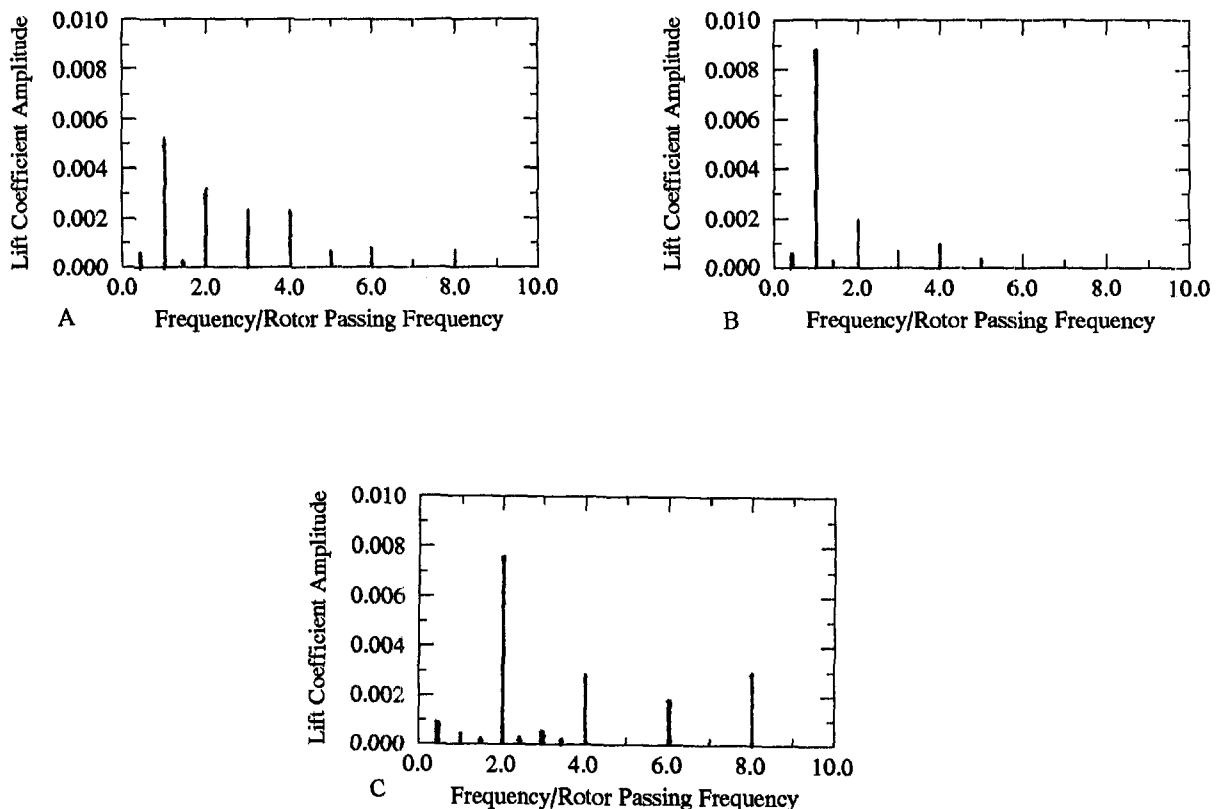 Lift Coefficient Amplitude
0.010
0.008
0.006
0.004
0.002
0.000
0.0 2.0 4.0 6.0 8.0 10.0
A Frequency/Rotor Passing Frequency
Lift Coefficient Amplitude
0.010
0.008
0.006
0.004
0.002
0.000
0.0 2.0 4.0 6.0 8.0 10.0
B Frequency/Rotor Passing Frequency
Lift Coefficient Amplitude
0.010
0.008
0.006
0.004
0.002
0.000
0.0 2.0 4.0 6.0 8.0 10.0
C Frequency/Rotor Passing Frequency